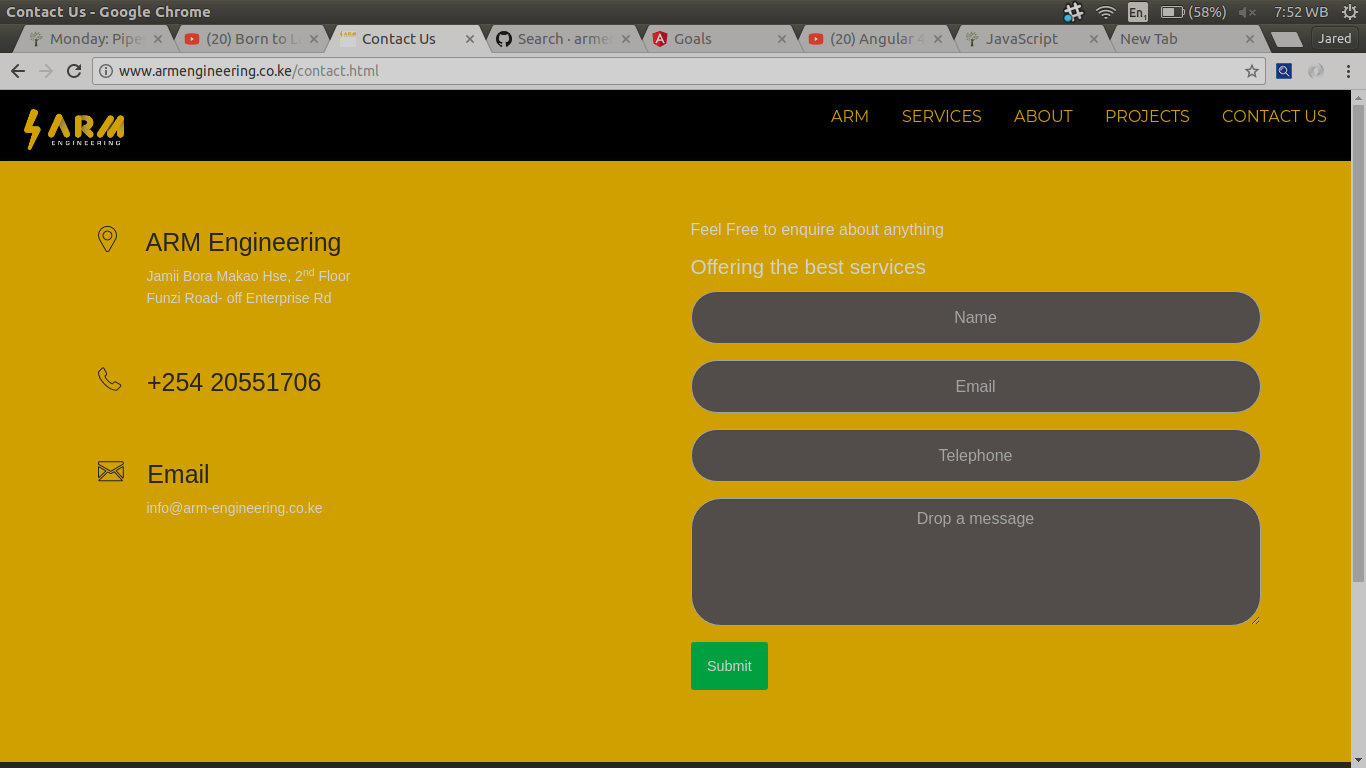 Contact Us - Google Chrome
En1
(58%)
7:52 WB
Monday: Pipe
(20) Born to L
Contact Us
Search · arme
Goals
(20) Angular 4
JavaScript
New Tab
Jared
www.armengineering.co.ke/contact.html
ARM
ENGINEERING
ARM
SERVICES
ABOUT
PROJECTS
CONTACT US
ARM Engineering
Jamii Bora Makao Hse, 2nd Floor
Funzi Road- off Enterprise Rd
+254 20551706
Email
info@arm-engineering.co.ke
Feel Free to enquire about anything
Offering the best services
Name
Email
Telephone
Drop a message
Submit